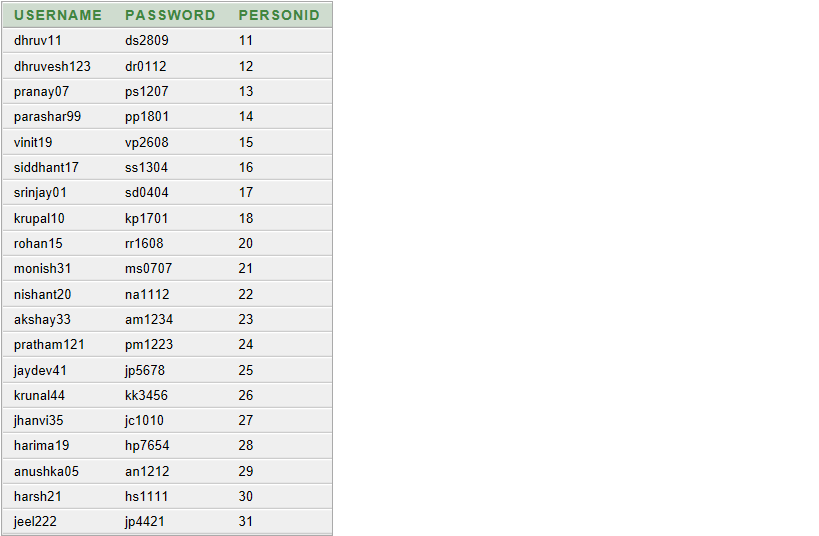 USERNAME PASSWORD PERSONID
dhruv11 ds2809 11
dhruvesh123 dr0112 12
pranay07 ps1207 13
parashar99 pp1801 14
vinit19 vp2608 15
siddhant17 ss1304 16
srinjay01 sd0404 17
krupal10 kp1701 18
rohan15 rr1608 20
monish31 ms0707 21
nishant20 na1112 22
akshay33 am1234 23
pratham121 pm1223 24
jaydev41 jp5678 25
krunal44 kk3456 26
jhanvi35 jc1010 27
harima19 hp7654 28
anushka05 an1212 29
harsh21 hs1111 30
jeel222 jp4421 31